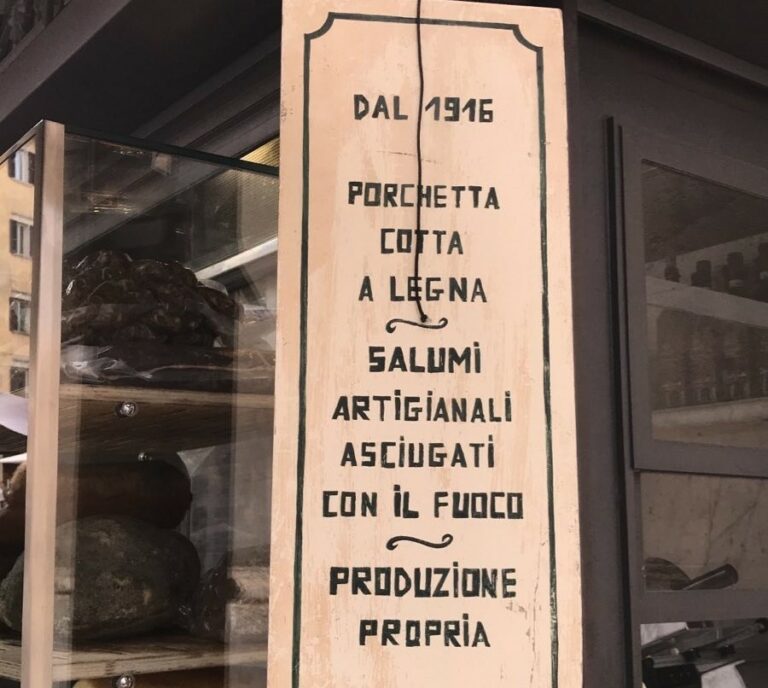 DAL 1916
PORCHETTA
COTTA
A LEGNA
SALUMi
ARTiGiANALi
ASCiUGATi
CON iL FUOCO
PRODUZiONE
PROPRiA